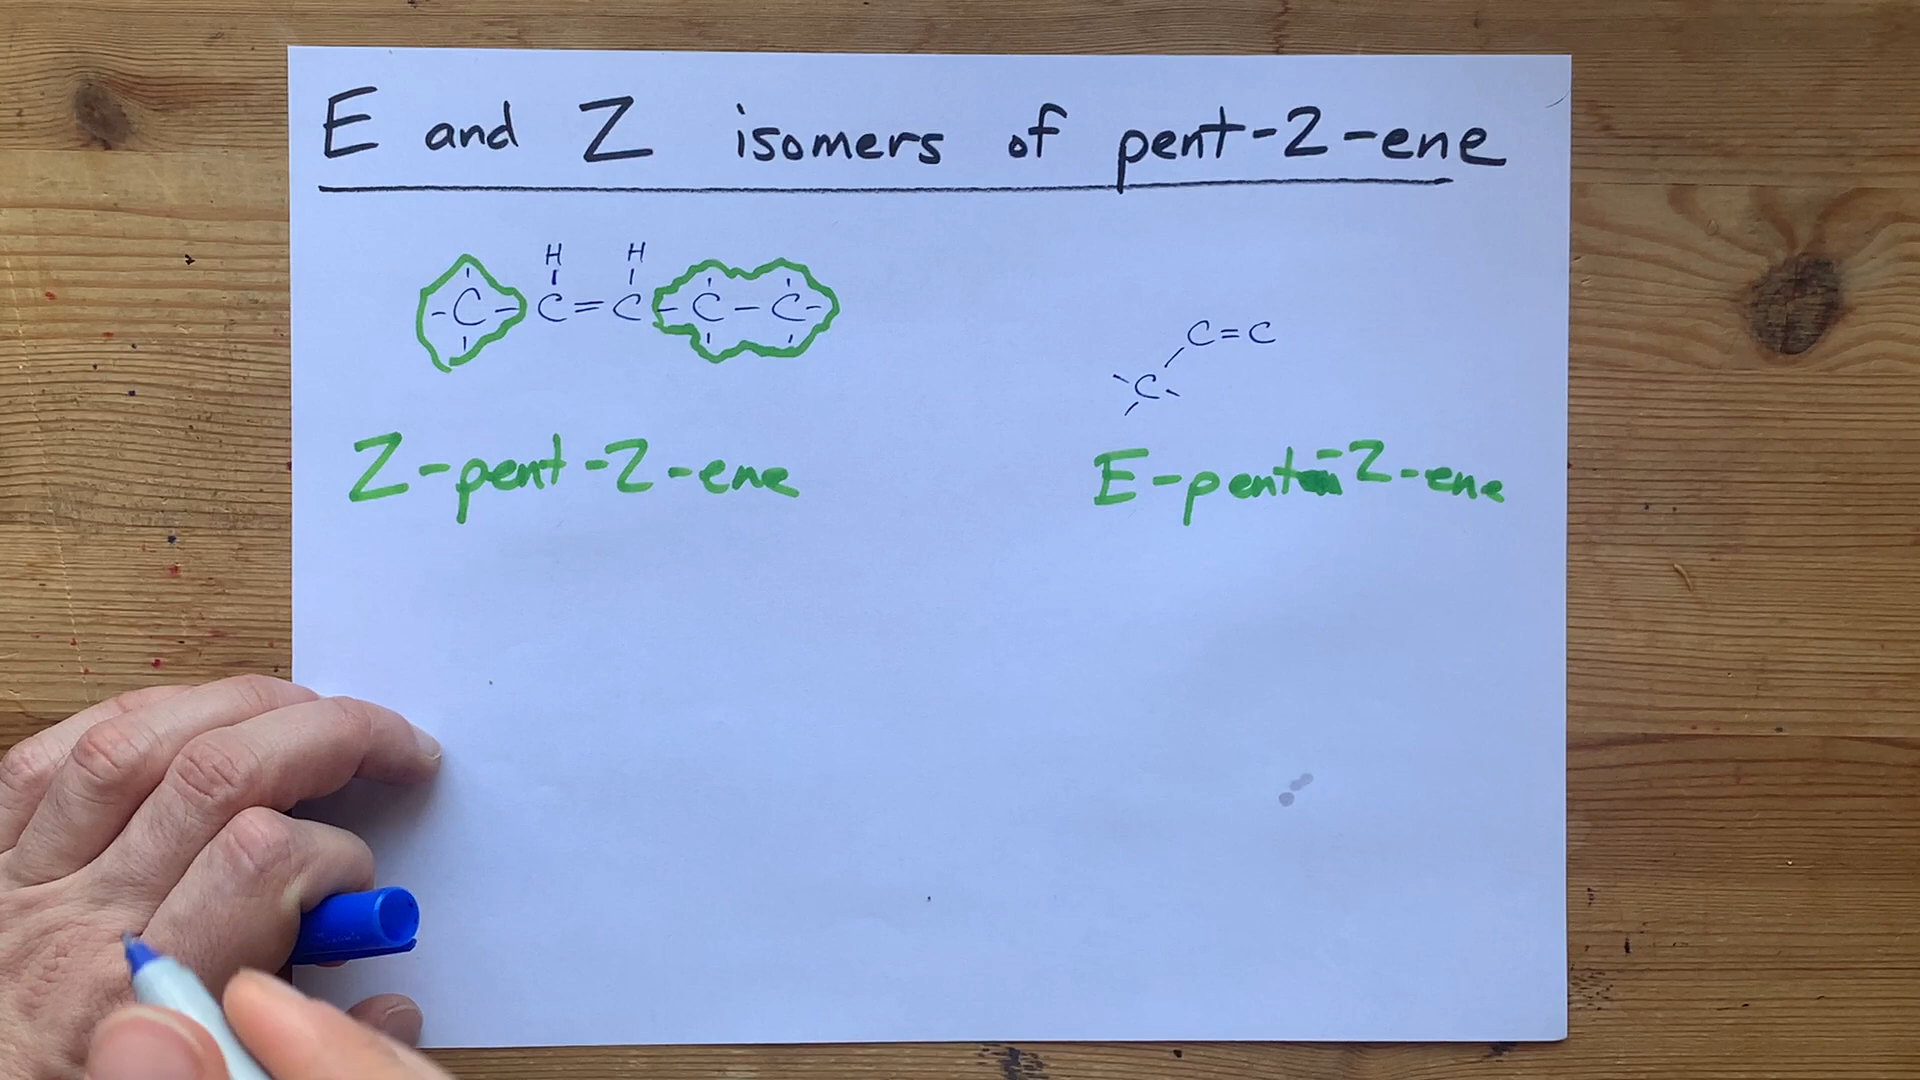 E and Z isomers of pent-2-ene
H H
-C-C=C-C-C-
C=C
C
Z-pent-2-ene
E-pent-2-ene